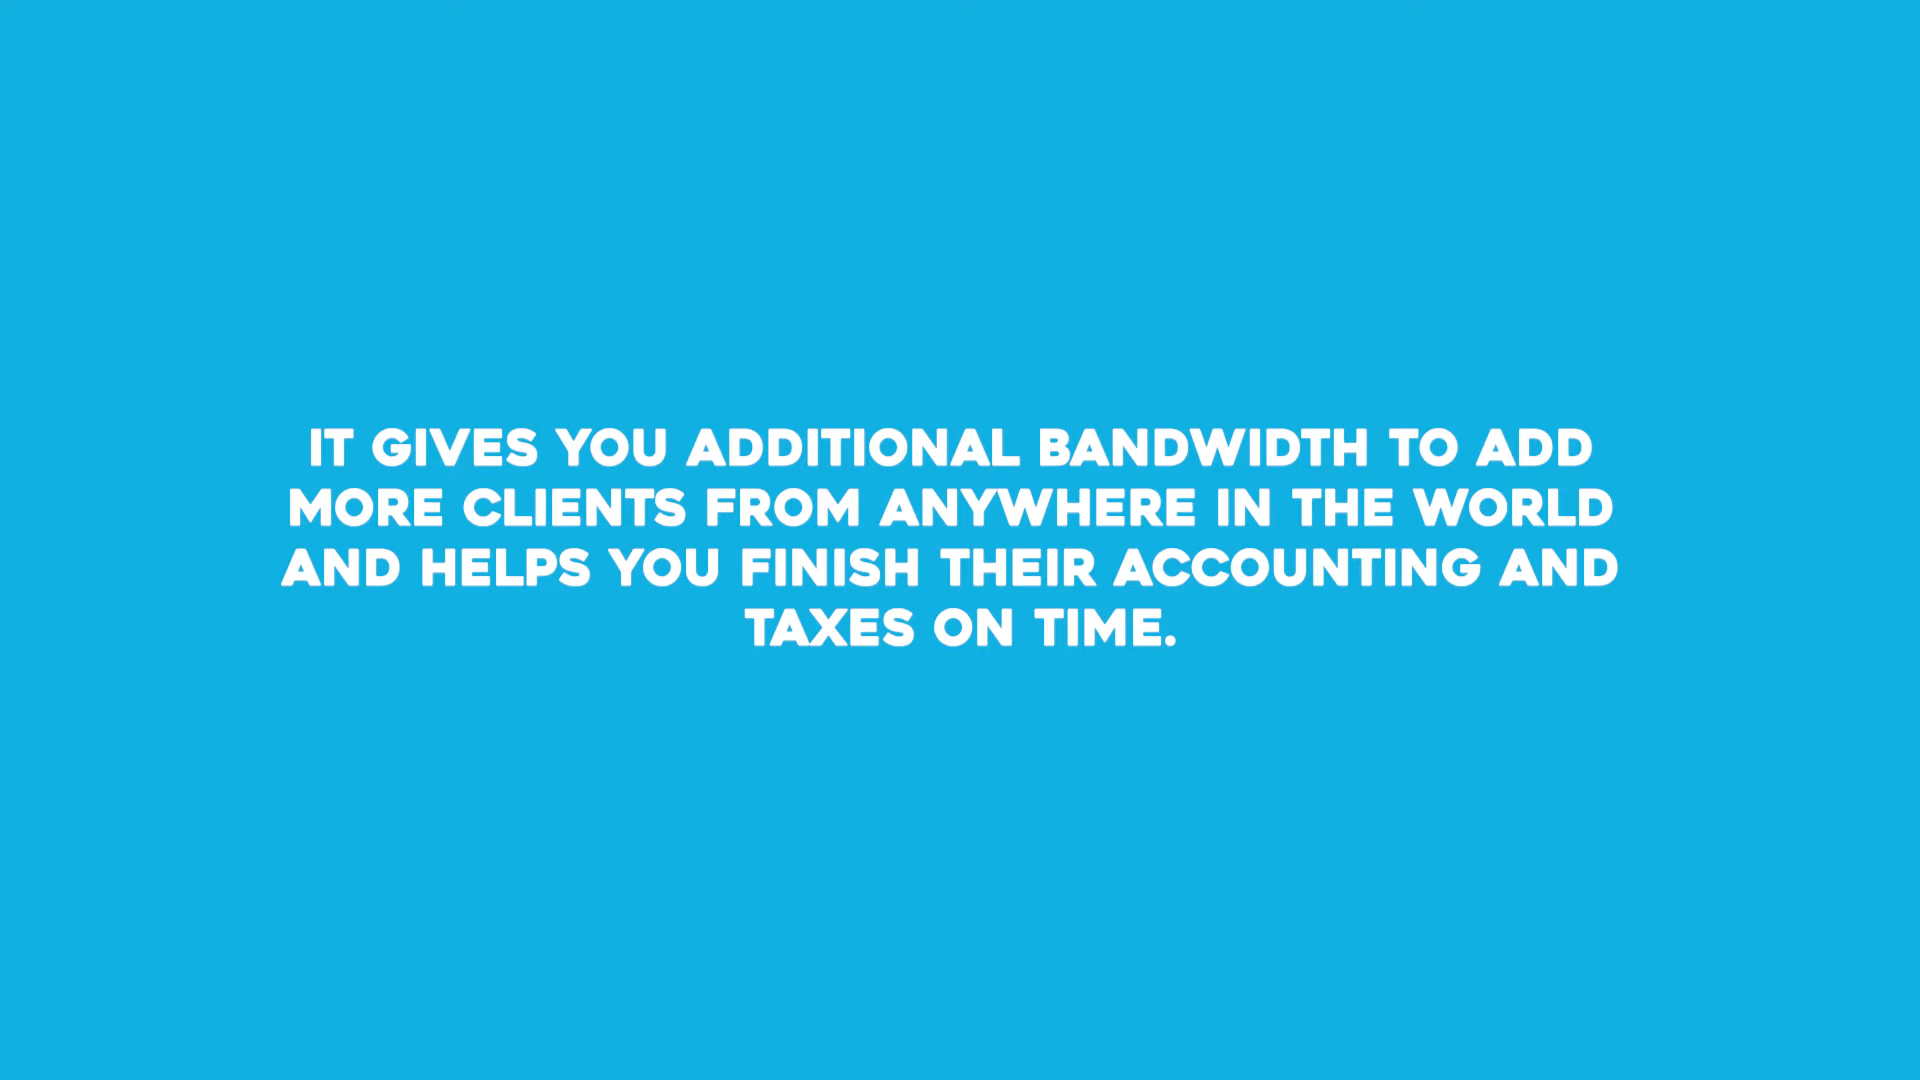 IT GIVES YOU ADDITIONAL BANDWIDTH TO ADD
MORE CLIENTS FROM ANYWHERE IN THE WORLD
AND HELPS YOU FINISH THEIR ACCOUNTING AND
TAXES ON TIME.